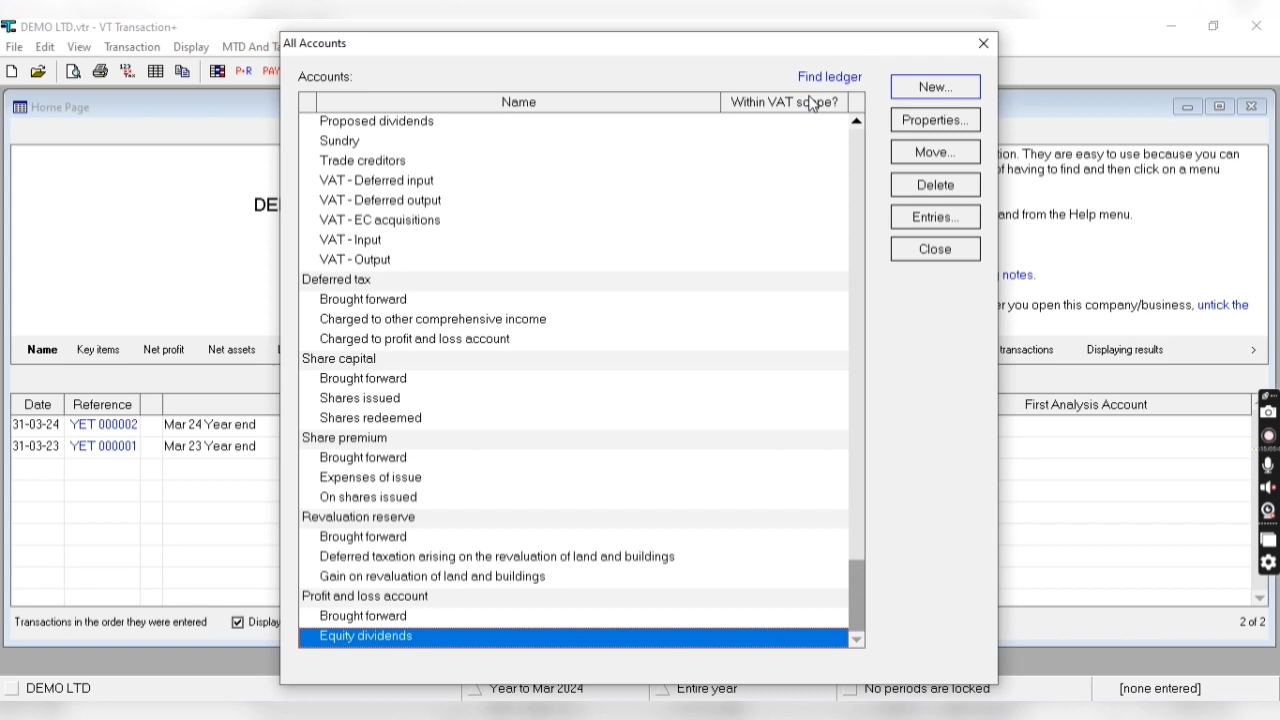 DEMO LTD.vtr - VT Transaction+
File Edit View Transaction Display MTD And
All Accounts
Accounts:
Find ledger
Name Within VAT scope?
Proposed dividends
Sundry
Trade creditors
VAT - Deferred input
VAT - Deferred output
VAT - EC acquisitions
VAT - Input
VAT - Output
Deferred tax
Brought forward
Charged to other comprehensive income
Charged to profit and loss account
Share capital
Brought forward
Shares issued
Shares redeemed
Share premium
Brought forward
Expenses of issue
On shares issued
Revaluation reserve
Brought forward
Deferred taxation arising on the revaluation of land and buildings
Gain on revaluation of land and buildings
Profit and loss account
Brought forward
Equity dividends
New...
Properties...
Move...
Delete
Entries...
Close
P+R PAY
Home Page
DE
tion. They are easy to use because you can
of having to find and then click on a menu
and from the Help menu.
notes.
er you open this company/business, untick the
Name Key items Net profit Net assets
transactions Displaying results
Date Reference
First Analysis Account
31-03-24 YET 000002 Mar 24 Year end
31-03-23 YET 000001 Mar 23 Year end
Transactions in the order they were entered
Display
2 of 2
DEMO LTD Year to Mar 2024 Entire year No periods are locked [none entered]